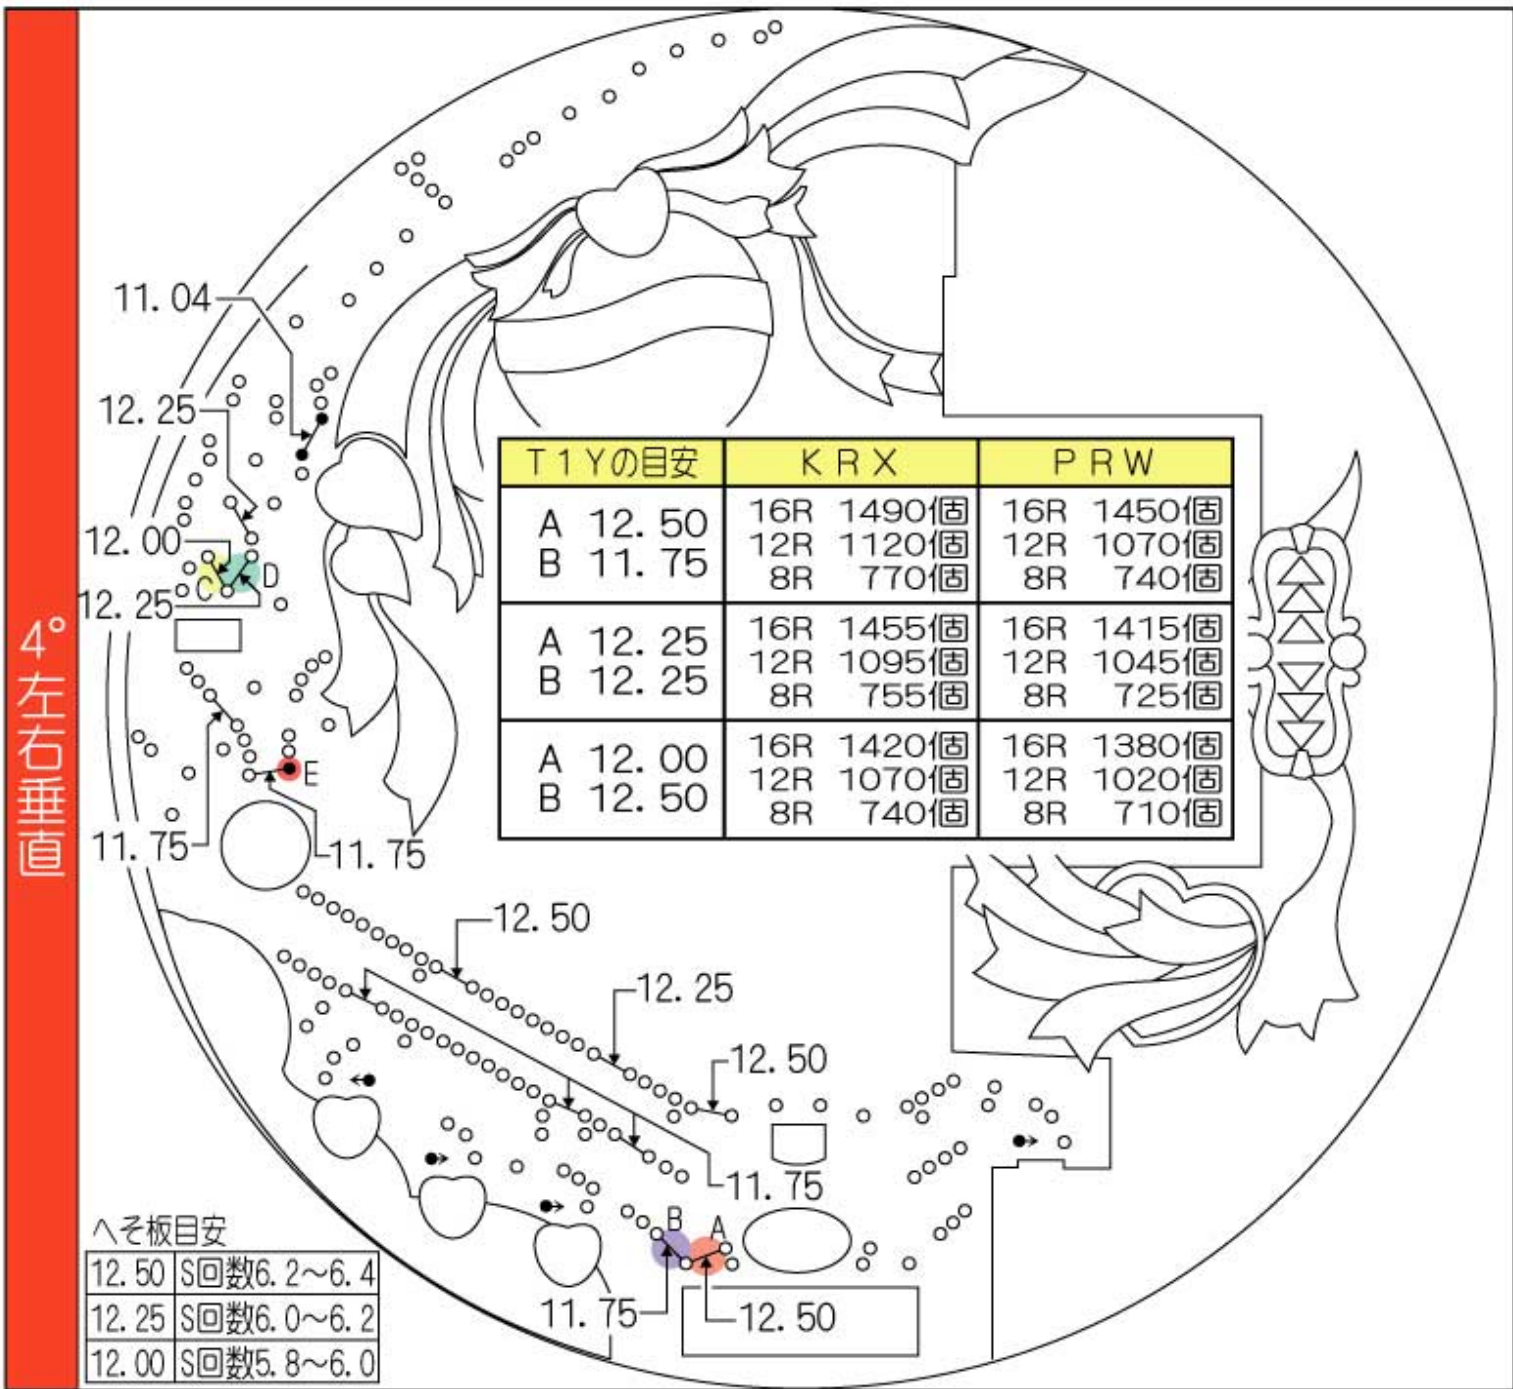 4°左右垂直
11.04
12.25
12.00
C
D
12.25
E
11.75
11.75
T1Yの目安 KRX PRW
A 12.50
B 11.75
16R 1490個
12R 1120個
8R 770個
16R 1450個
12R 1070個
8R 740個
A 12.25
B 12.25
16R 1455個
12R 1095個
8R 755個
16R 1415個
12R 1045個
8R 725個
A 12.00
B 12.50
16R 1420個
12R 1070個
8R 740個
16R 1380個
12R 1020個
8R 710個
12.50
12.25
12.50
11.75
B
A
11.75
12.50
へそ板目安
12.50 S回数6.2～6.4
12.25 S回数6.0～6.2
12.00 S回数5.8～6.0